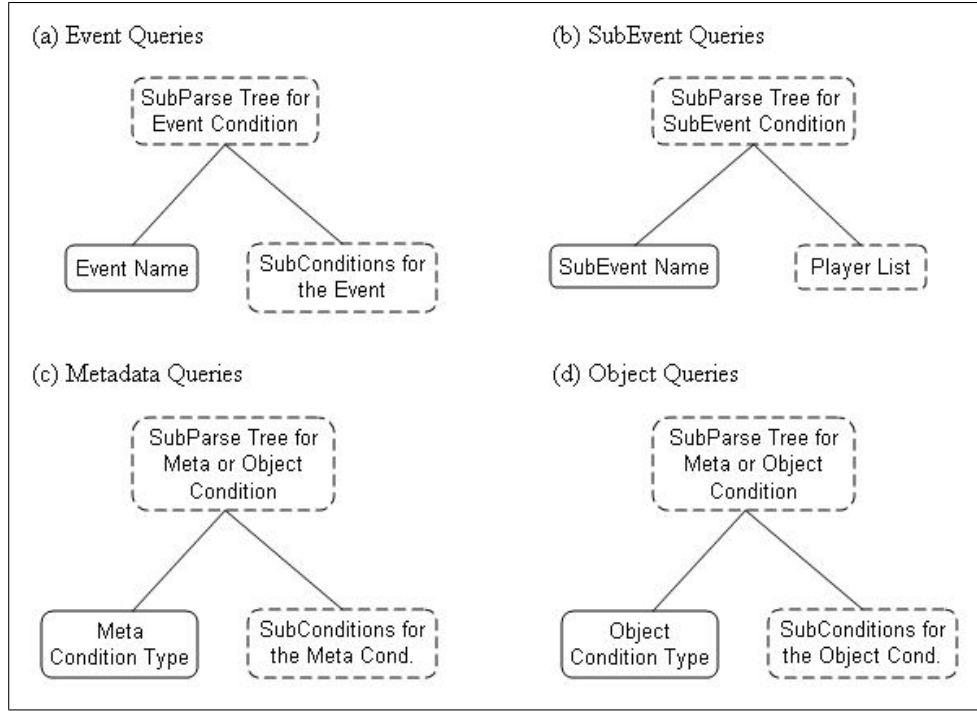 (a) Event Queries
SubParse Tree for
Event Condition
Event Name
SubConditions for
the Event
(b) SubEvent Queries
SubParse Tree for
SubEvent Condition
SubEvent Name
Player List
(c) Metadata Queries
SubParse Tree for
Meta or Object
Condition
Meta
Condition Type
SubConditions for
the Meta Cond.
(d) Object Queries
SubParse Tree for
Meta or Object
Condition
Object
Condition Type
SubConditions for
the Object Cond.